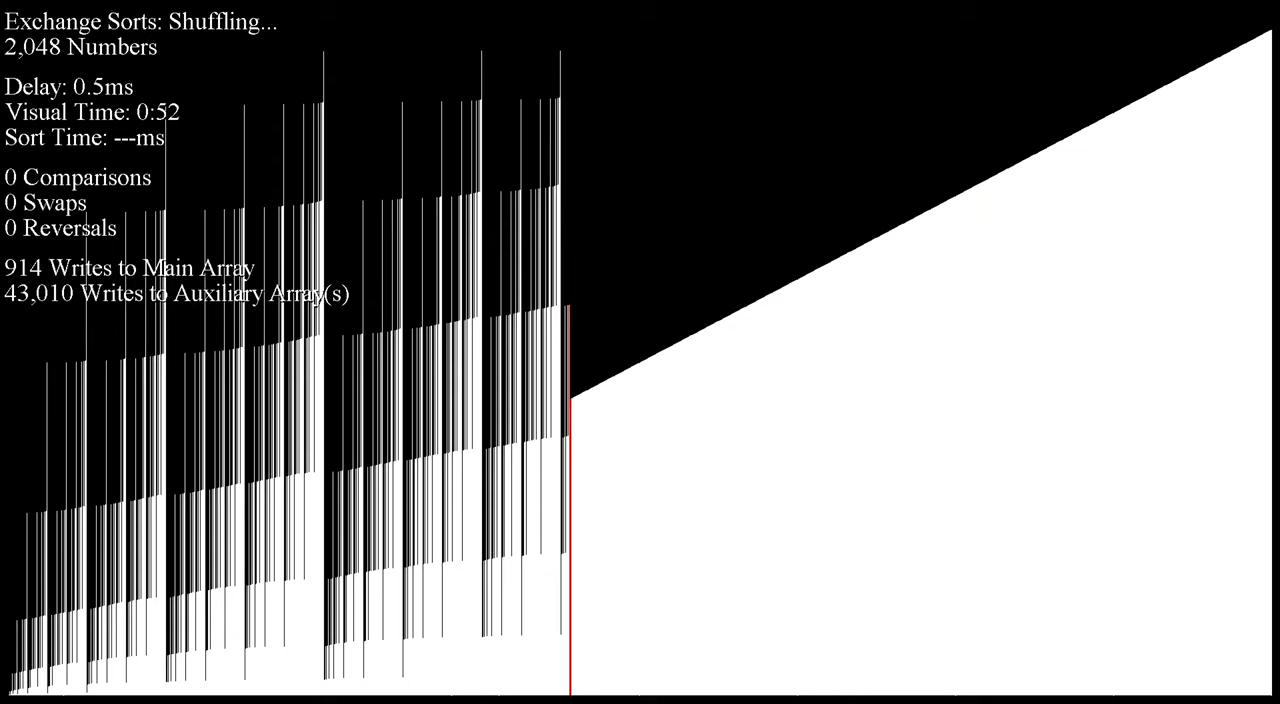 Exchange Sorts: Shuffling...
2,048 Numbers
Delay: 0.5ms
Visual Time: 0:52
Sort Time: ---ms
0 Comparisons
0 Swaps
0 Reversals
914 Writes to Main Array
43,010 Writes to Auxiliary Array(s)